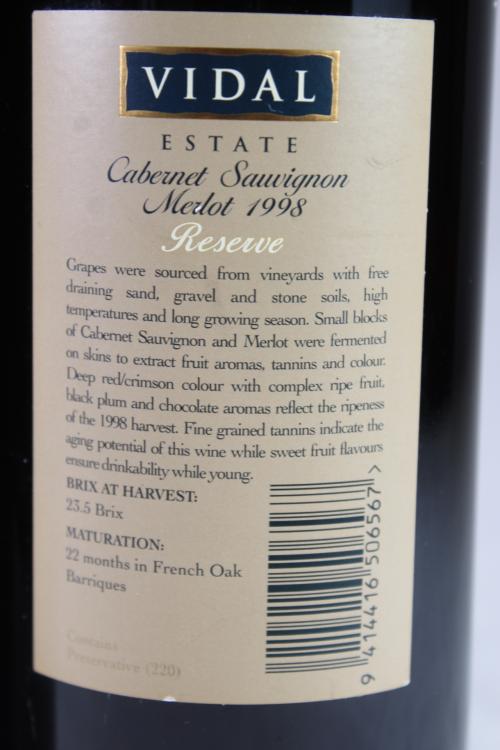 VIDAL
ESTATE
Cabernet Sauvignon
Merlot 1998
Reserve
Grapes were sourced from vineyards with free
draining sand, gravel and stone soils, high
temperatures and long growing season. Small blocks
of Cabernet Sauvignon and Merlot were fermented
on skins to extract fruit aromas, tannins and colour.
Deep red/crimson colour with complex ripe fruit,
black plum and chocolate aromas reflect the ripeness
of the 1998 harvest. Fine grained tannins indicate the
aging potential of this wine while sweet fruit flavours
ensure drinkability while young.
BRIX AT HARVEST:
23.5 Brix
MATURATION:
22 months in French Oak
Barriques
Contains
Preservative (220)
9 414416 506567 >